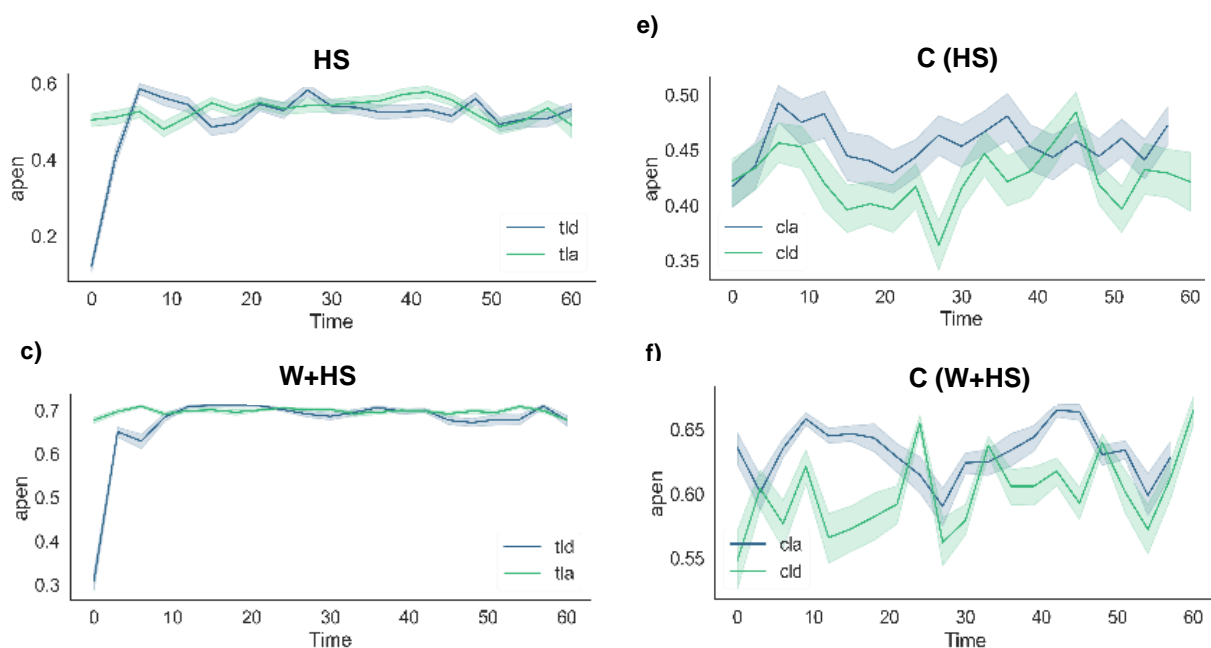 HS
0.6
0.4
0.2
apen
tld
tla
0 10 20 30 40 50 60
Time
e)
C (HS)
0.50
0.45
0.40
0.35
apen
cla
cld
0 10 20 30 40 50 60
Time
c)
W+HS
0.7
0.6
0.5
0.4
0.3
apen
tld
tla
0 10 20 30 40 50 60
Time
f)
C (W+HS)
0.65
0.60
0.55
apen
cla
cld
0 10 20 30 40 50 60
Time